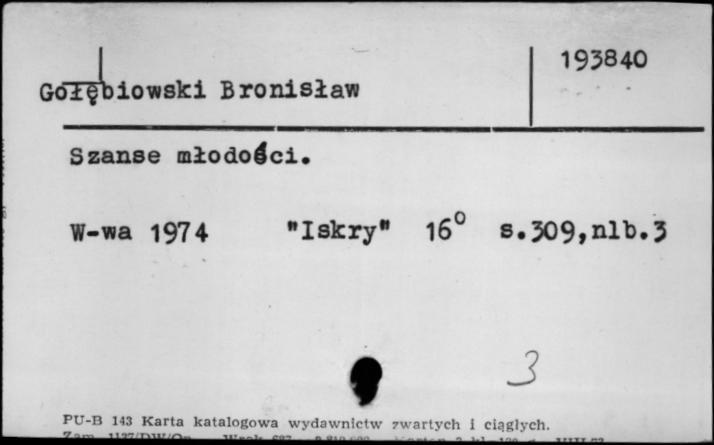 193840
Gołębiowski Bronisław
Szanse młodości.
W-wa 1974 "Iskry" 16° s.309,nlb.3
3
PU-B 143 Karta katalogowa wydawnictw zwartych i ciągłych.